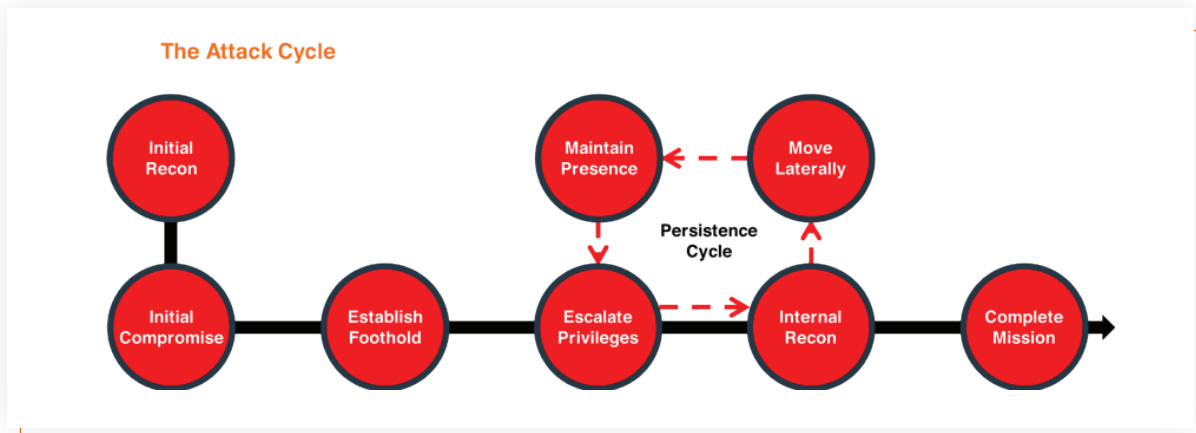 The Attack Cycle
Initial
Recon
Maintain
Presence
Move
Laterally
Persistence
Cycle
Initial
Compromise
Establish
Foothold
Escalate
Privileges
Internal
Recon
Complete
Mission